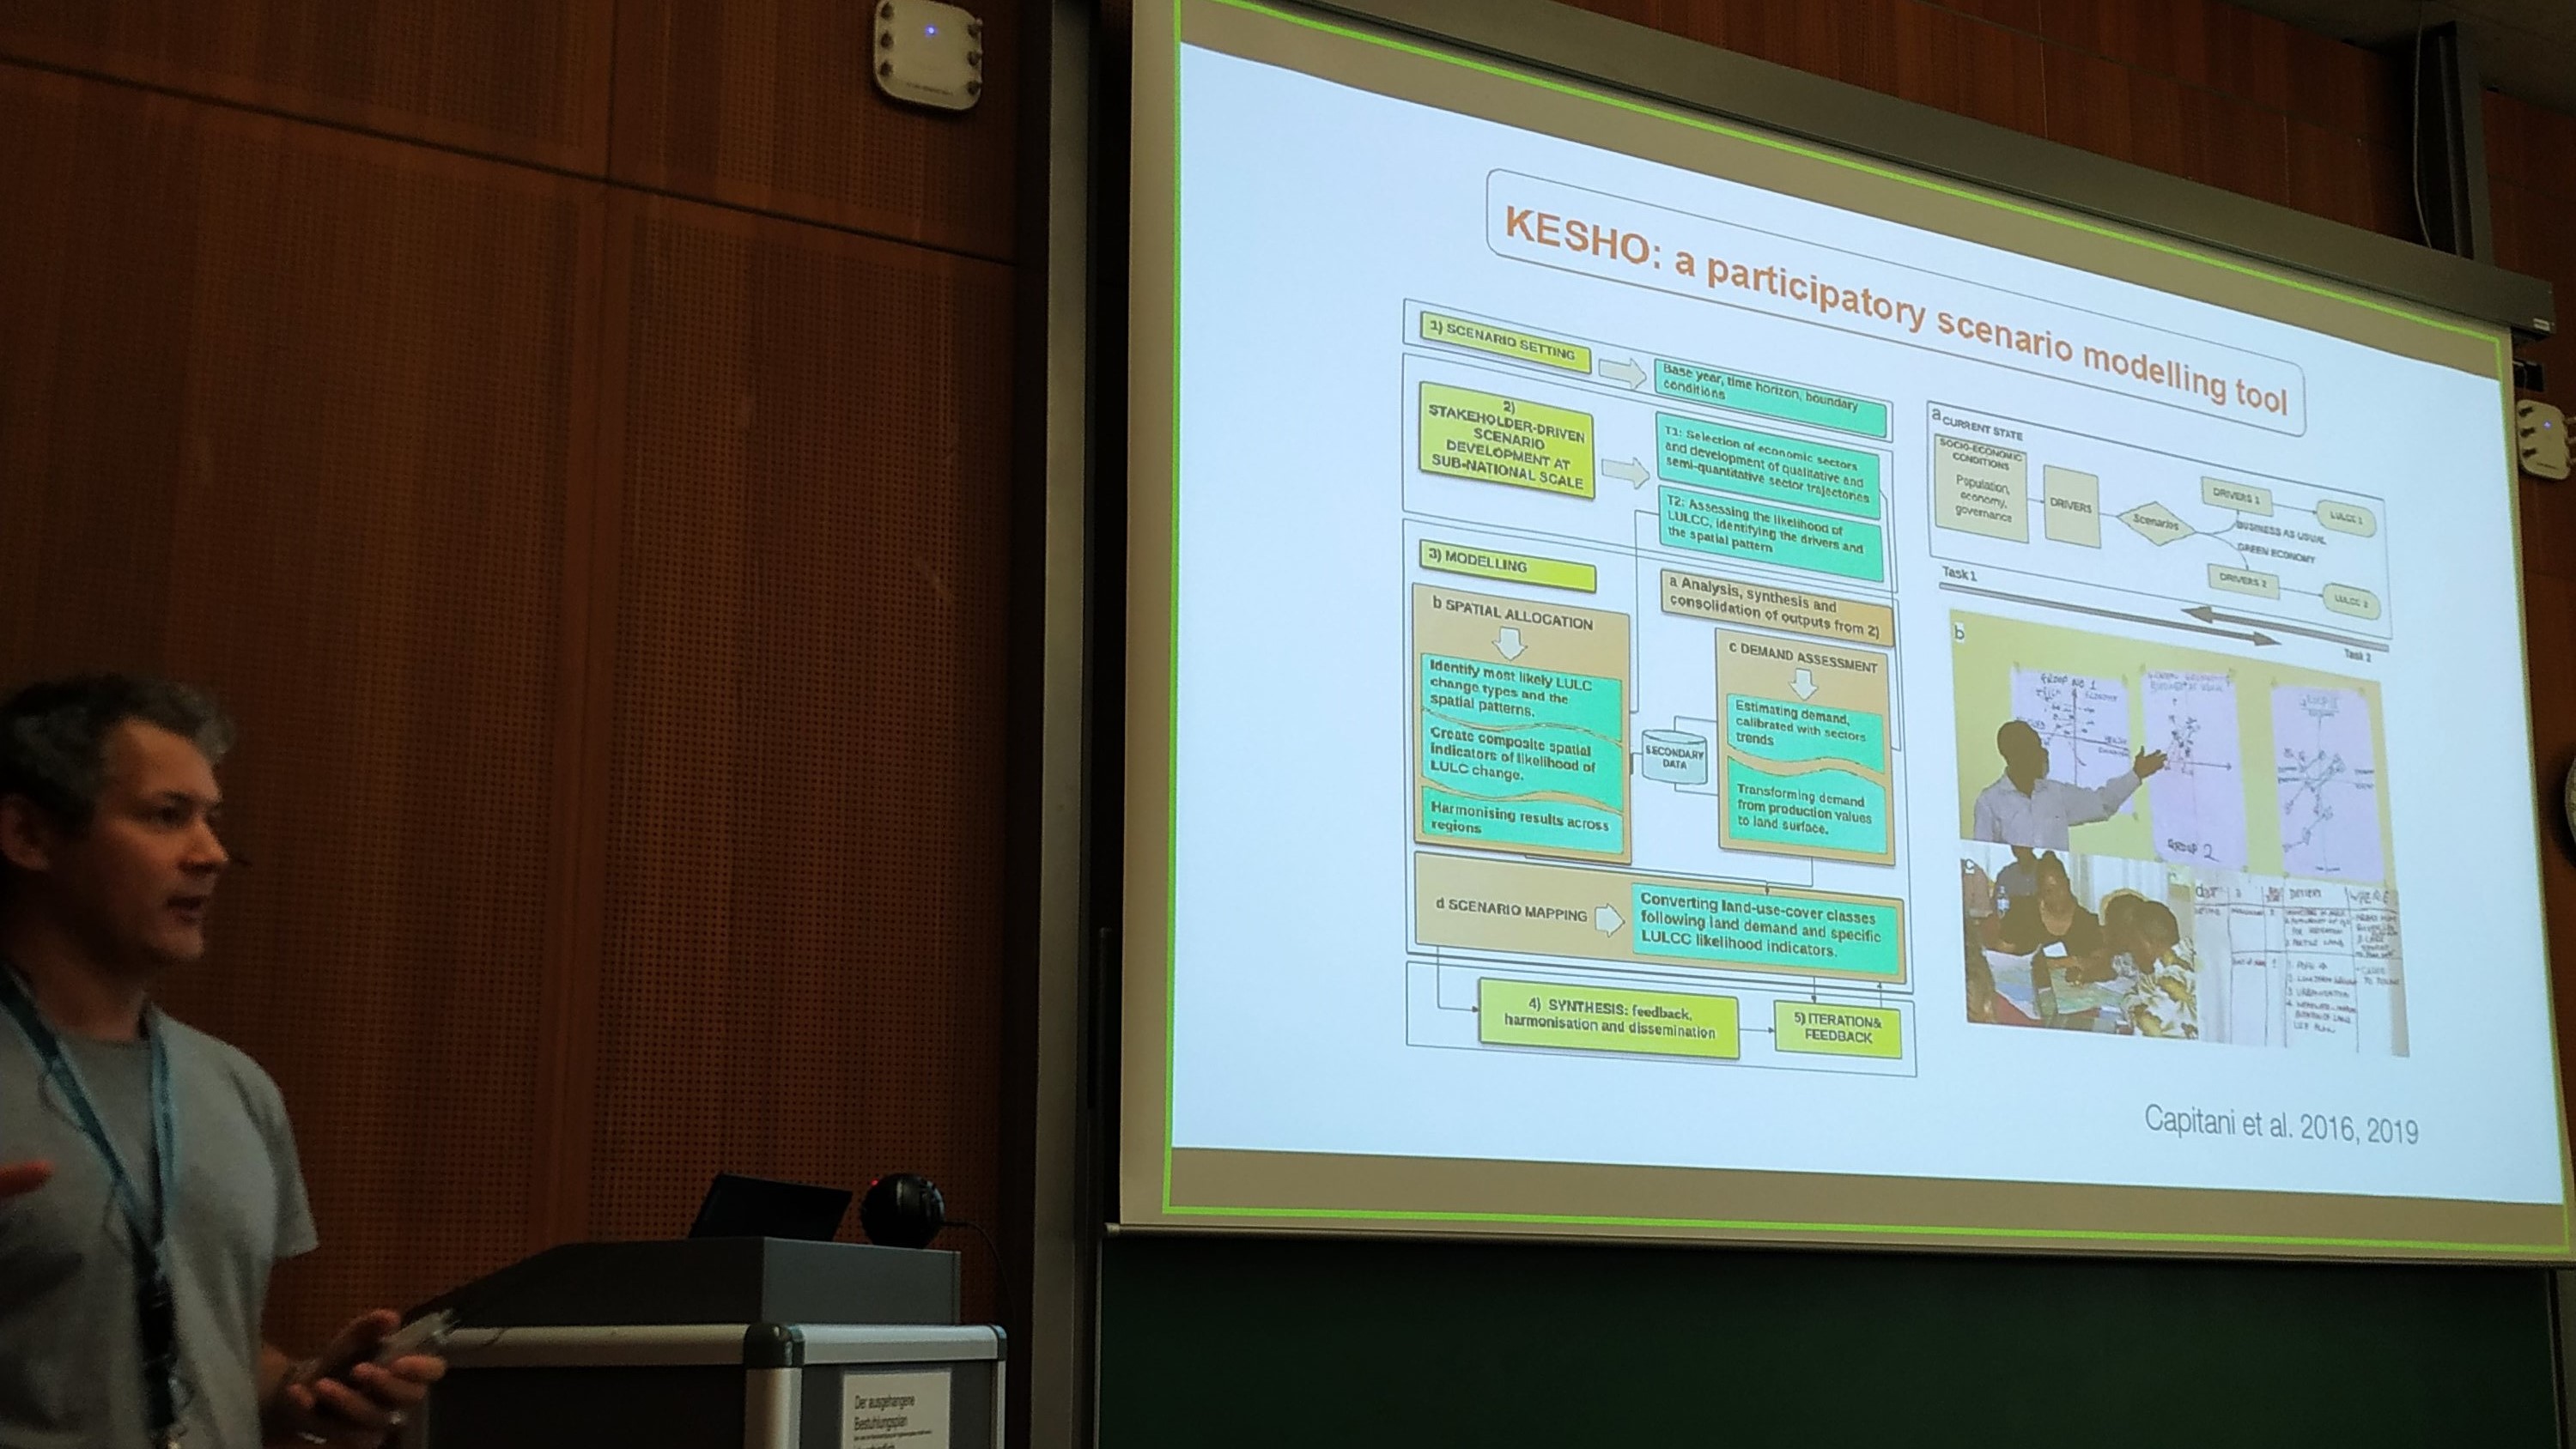 KESHO: a participatory scenario modelling tool
1) SCENARIO SETTING
Base year, time horizon, boundary
conditions
2)
STAKEHOLDER-DRIVEN
SCENARIO
DEVELOPMENT AT
SUB-NATIONAL SCALE
T1: Selection of economic sectors
and development of qualitative and
semi-quantitative sector trajectories
T2: Assessing the likelihood of
LULCC, identifying the drivers and
the spatial pattern
3) MODELLING
a Analysis, synthesis and
consolidation of outputs from 2)
b SPATIAL ALLOCATION
Identify most likely LULC
change types and the
spatial patterns.
Create composite spatial
indicators of likelihood of
LULC change.
Harmonising results across
regions
SECONDARY
DATA
c DEMAND ASSESSMENT
Estimating demand,
calibrated with sectors
trends
Transforming demand
from production values
to land surface.
d SCENARIO MAPPING
Converting land-use-cover classes
following land demand and specific
LULCC likelihood indicators.
4) SYNTHESIS: feedback,
harmonisation and dissemination
5) ITERATION&
FEEDBACK
a CURRENT STATE
SOCIO-ECONOMIC
CONDITIONS
Population,
economy,
governance
DRIVERS
Scenarios
DRIVERS 1
LULCC 1
BUSINESS AS USUAL
GREEN ECONOMY
DRIVERS 2
LULCC 2
Task 1
Task 2
b
GROUP NO 1
GROUP 2
c
d
WHERE
Capitani et al. 2016, 2019
Der ausgehangene
Bestuhlungsplan